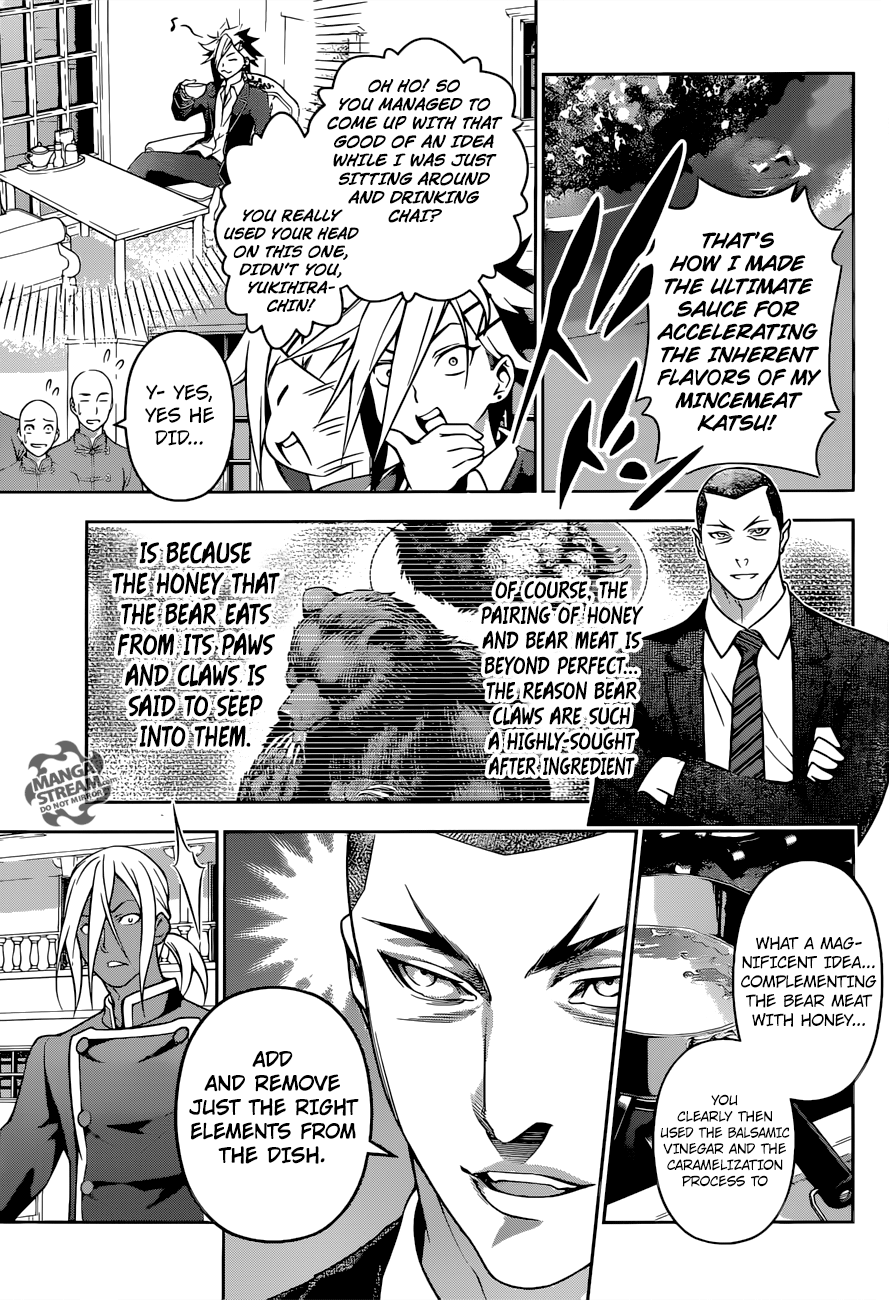 THAT'S
HOW I MADE
THE ULTIMATE
SAUCE FOR
ACCELERATING
THE INHERENT
FLAVORS OF MY
MINCEMEAT
KATSU!
OH HO! SO
YOU MANAGED TO
COME UP WITH THAT
GOOD OF AN IDEA
WHILE I WAS JUST
SITTING AROUND
AND DRINKING
CHAI?
YOU REALLY
USED YOUR HEAD
ON THIS ONE,
DIDN'T YOU,
YUKIHIRA-
CHIN!
Y- YES,
YES HE
DID...
OF COURSE, THE
PAIRING OF HONEY
AND BEAR MEAT IS
BEYOND PERFECT...
THE REASON BEAR
CLAWS ARE SUCH
A HIGHLY-SOUGHT
AFTER INGREDIENT
IS BECAUSE
THE HONEY THAT
THE BEAR EATS
FROM ITS PAWS
AND CLAWS IS
SAID TO SEEP
INTO THEM.
MANGA
STREAM
DO NOT MIRROR
WHAT A MAG-
NIFICENT IDEA...
COMPLEMENTING
THE BEAR MEAT
WITH HONEY...
YOU
CLEARLY THEN
USED THE BALSAMIC
VINEGAR AND THE
CARAMELIZATION
PROCESS TO
ADD
AND REMOVE
JUST THE RIGHT
ELEMENTS FROM
THE DISH.